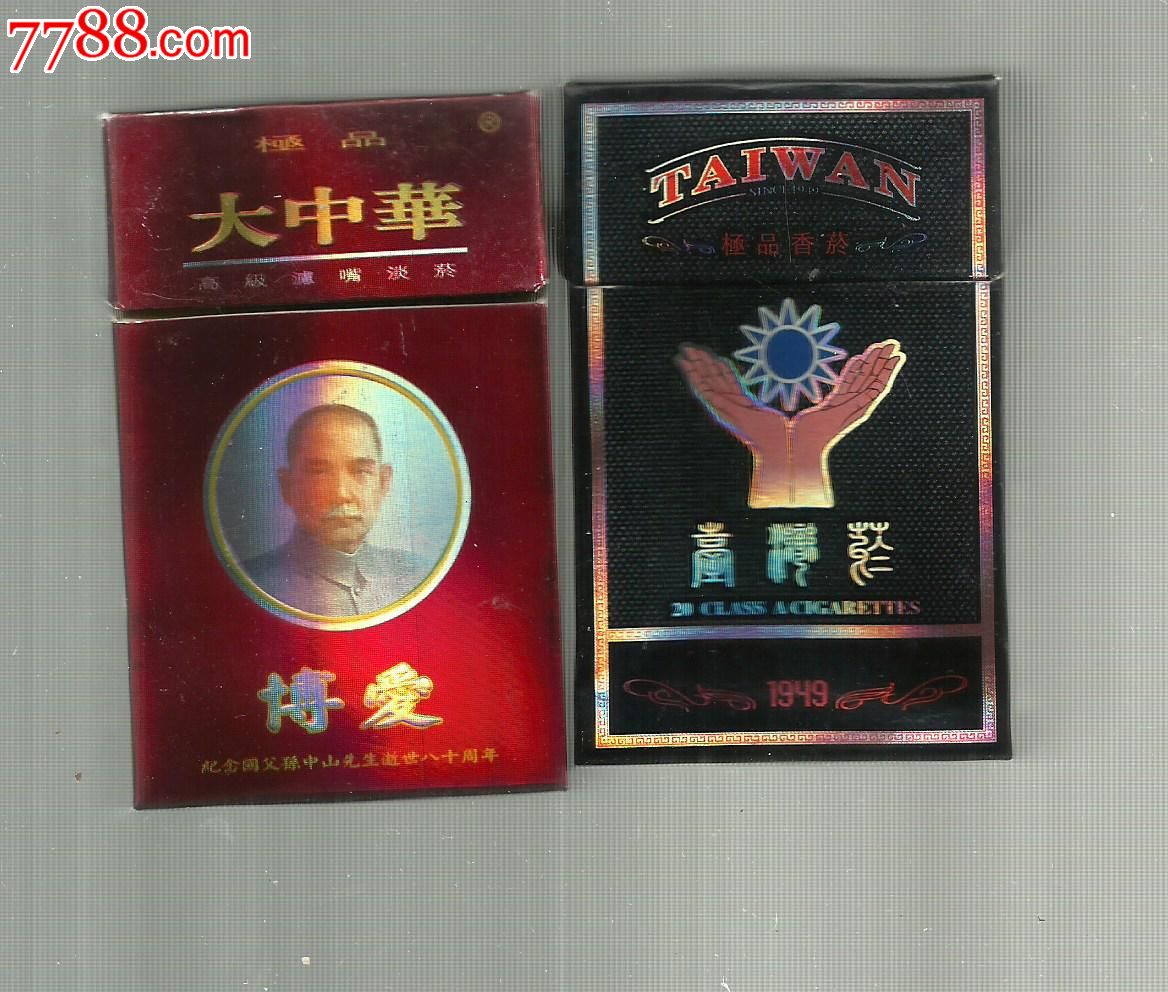 7788.com
極品
大中華
高級濾嘴淡菸
博愛
紀念國父孫中山先生逝世八十周年
TAIWAN
SINCE 1949
極品香菸
臺灣菸
20 CLASS A CIGARETTES
1949